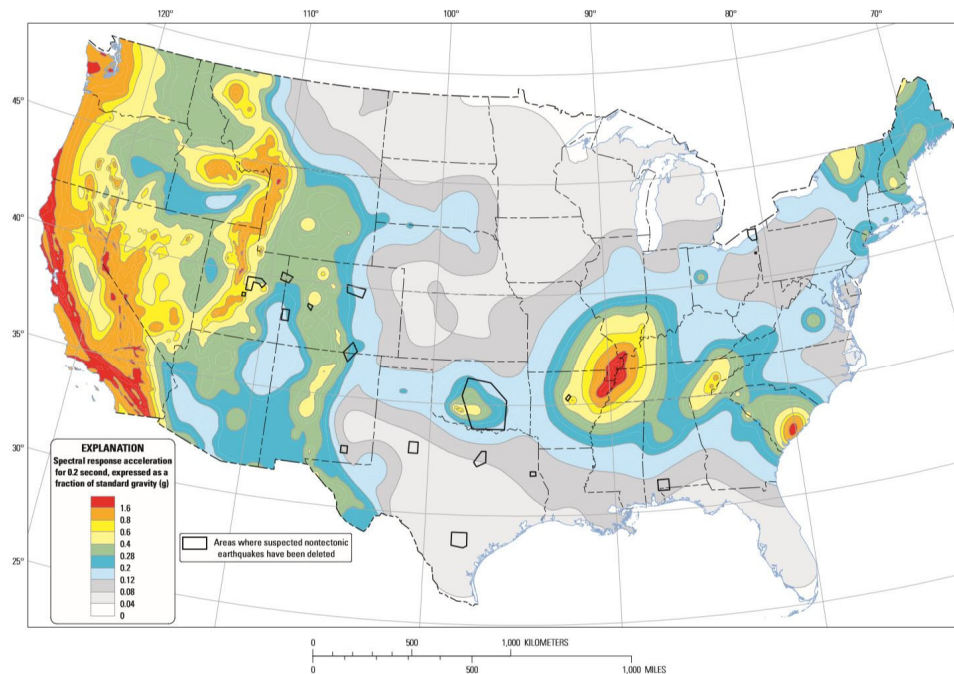 120°
110°
100°
90°
80°
70°
45°
40°
35°
30°
25°
EXPLANATION
Spectral response acceleration
for 0.2 second, expressed as a
fraction of standard gravity (g)
1.6
0.8
0.6
0.4
0.28
0.2
0.12
0.08
0.04
0
Areas where suspected nontectonic
earthquakes have been deleted
0 500 1,000 KILOMETERS
0 500 1,000 MILES